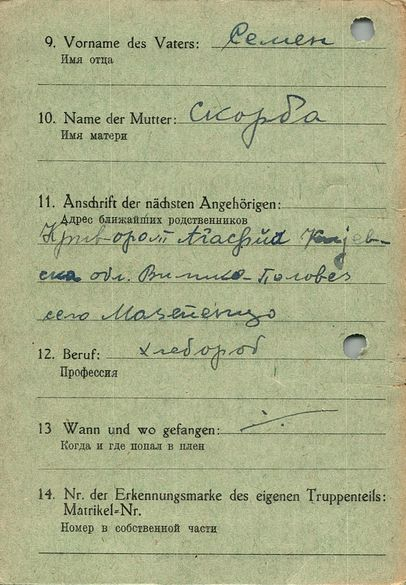 9. Vorname des Vaters: Семен
Имя отца
10. Name der Mutter: Скорба
Имя матери
11. Anschrift der nächsten Angehörigen:
Адрес ближайших родственников
обл.
село
12. Beruf: хлебороб
Профессия
13 Wann und wo gefangen:
Когда и где попал в плен
14. Nr. der Erkennungsmarke des eigenen Truppenteils:
Matrikel=Nr.
Номер в собственной части